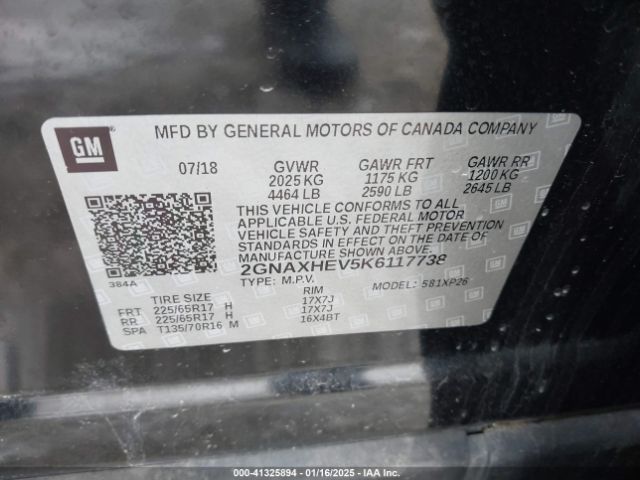 GM
MFD BY GENERAL MOTORS OF CANADA COMPANY
07/18 GVWR GAWR FRT GAWR RR
2025 KG 1175 KG 1200 KG
4464 LB 2590 LB 2645 LB
THIS VEHICLE CONFORMS TO ALL
APPLICABLE U.S. FEDERAL MOTOR
VEHICLE SAFETY AND THEFT PREVENTION
STANDARDS IN EFFECT ON THE DATE OF
MANUFACTURE SHOWN ABOVE.
2GNAXHEV5K6117738
384A TYPE: M.P.V. MODEL: 581XP26
TIRE SIZE RIM
FRT 225/65R17 H 17X7J
RR 225/65R17 H 17X7J
SPA T135/70R16 M 16X4BT
000-41325894 | 01/16/2025 | IAA Inc.